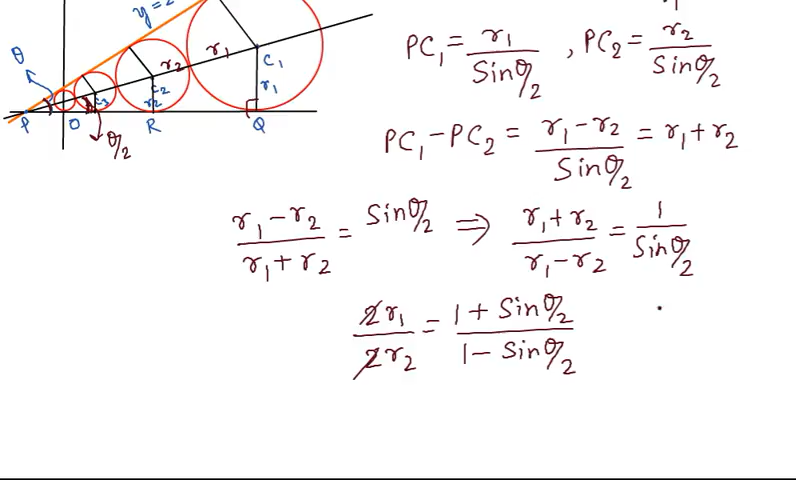 y=2
θ
r₁
C₁
r₁
r₂
C₂
r₂
C₃
P O R Q
θ/2
PC₁ = r₁/Sinθ/2 , PC₂ = r₂/Sinθ/2
PC₁ - PC₂ = (r₁ - r₂)/Sinθ/2 = r₁ + r₂
(r₁ - r₂)/(r₁ + r₂) = Sinθ/2 ⟹ (r₁ + r₂)/(r₁ - r₂) = 1/Sinθ/2
2r₁/2r₂ = (1 + Sinθ/2)/(1 - Sinθ/2)